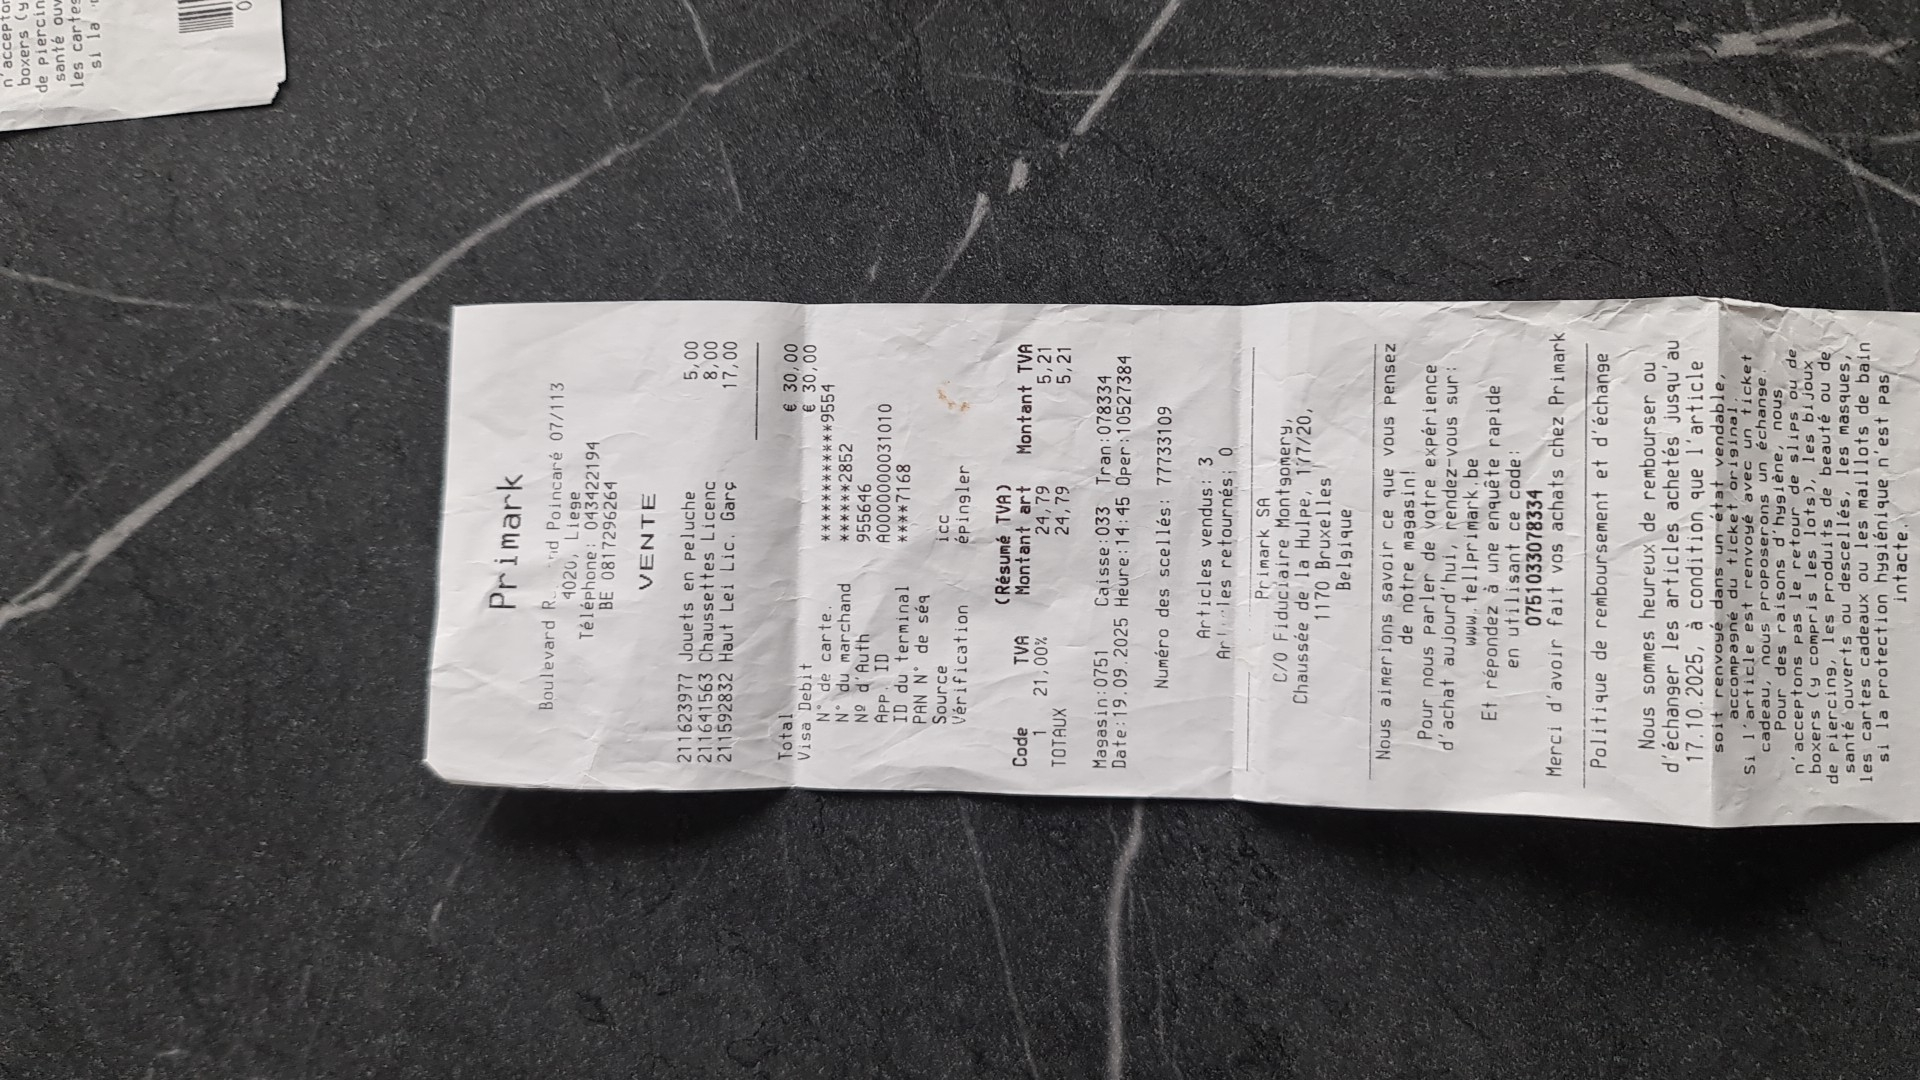 n'accepton
boxers (y
de piercin
santé ouv
les cartes
si la
0
Primark
Boulevard Poincaré 07/113
4020, Liege
Téléphone: 043422194
BE 0817296264
VENTE
211623977 Jouets en peluche 5,00
211641563 Chaussettes Licenc 8,00
211592832 Haut Lei Lic. Garç 17,00
Total € 30,00
Visa Debit € 30,00
N° de carte. ************9554
N° du marchand *****2852
Nº d'Auth 955646
App. ID A0000000031010
ID du terminal ****7168
PAN N° de séq
Source icc
Vérification épingler
(Résumé TVA)
Code TVA Montant art Montant TVA
1 21,00% 24,79 5,21
TOTAUX 24,79 5,21
Magasin:0751 Caisse:033 Tran:078334
Date:19.09.2025 Heure:14:45 Oper:10527384
Numéro des scellés: 77733109
Articles vendus: 3
les retournés: 0
Primark SA
C/O Fiduciaire Montgomery,
Chaussée de la Hulpe, 177/20,
1170 Bruxelles
Belgique
Nous aimerions savoir ce que vous pensez
de notre magasin!
Pour nous parler de votre expérience
d'achat aujourd'hui, rendez-vous sur:
www.tellprimark.be
Et répondez à une enquête rapide
en utilisant ce code:
0751033078334
Merci d'avoir fait vos achats chez Primark
Politique de remboursement et d'échange
Nous sommes heureux de rembourser ou
d'échanger les articles achetés jusqu'au
17.10.2025, à condition que l'article
soit renvoyé dans un état vendable,
accompagné du ticket original.
Si l'article est renvoyé avec un ticket
cadeau, nous proposerons un échange.
Pour des raisons d'hygiène, nous
n'acceptons pas le retour de slips ou de
boxers (y compris les lots), les bijoux
de piercing, les produits de beauté ou de
santé ouverts ou descellés, les masques,
les cartes cadeaux ou les maillots de bain
si la protection hygiénique n'est pas
intacte.